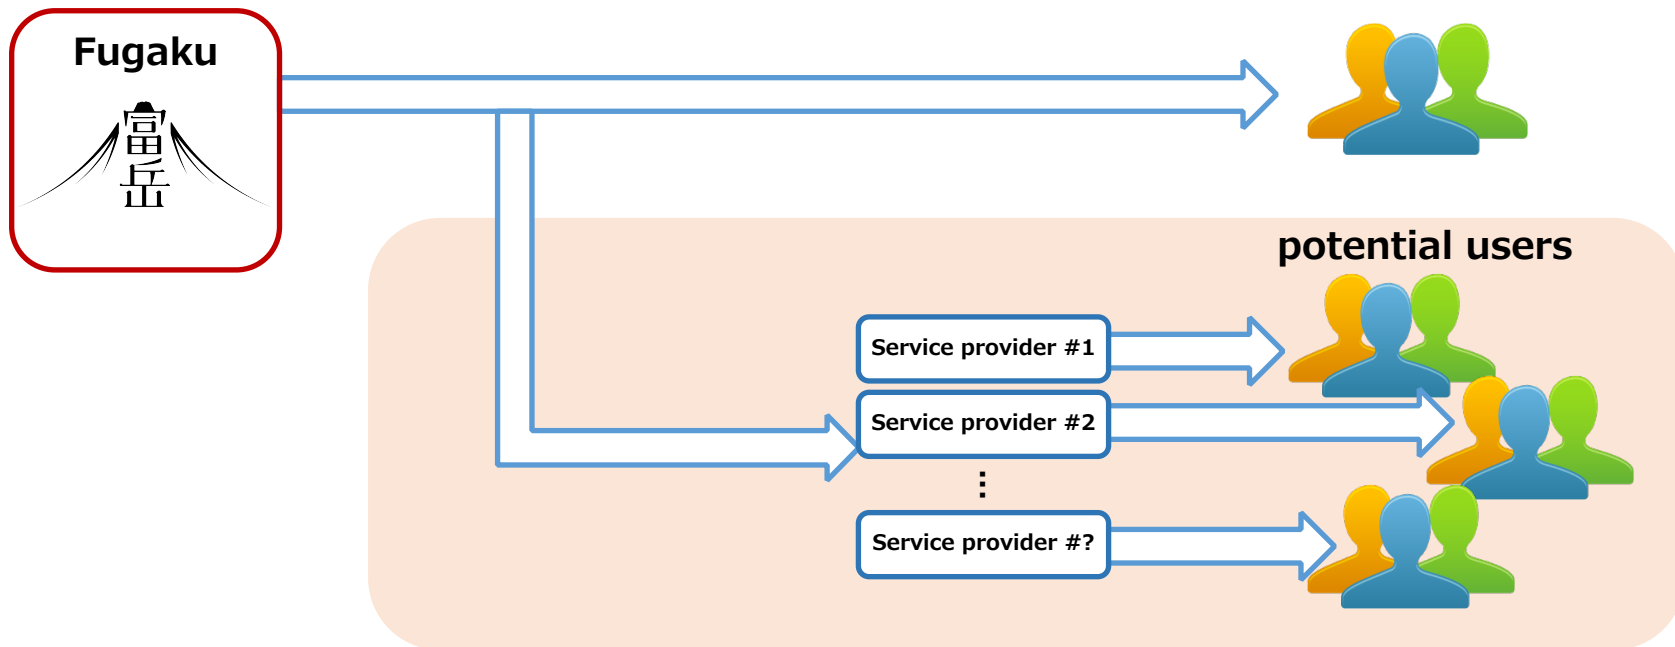 Fugaku
富
岳
potential users
Service provider #1
Service provider #2
⋮
Service provider #?